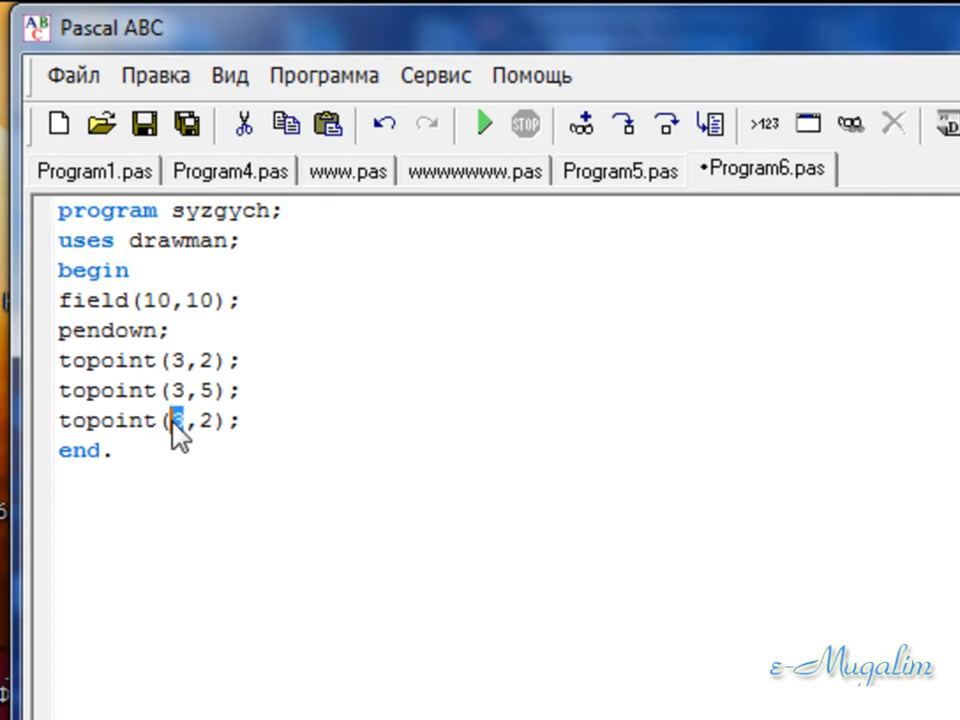 Pascal ABC
Файл Правка Вид Программа Сервис Помощь
STOP >123
Program1.pas Program4.pas www.pas wwwwwwww.pas Program5.pas •Program6.pas
program syzgych;
uses drawman;
begin
field(10,10);
pendown;
topoint(3,2);
topoint(3,5);
topoint(3,2);
end.
ε-Mugalim